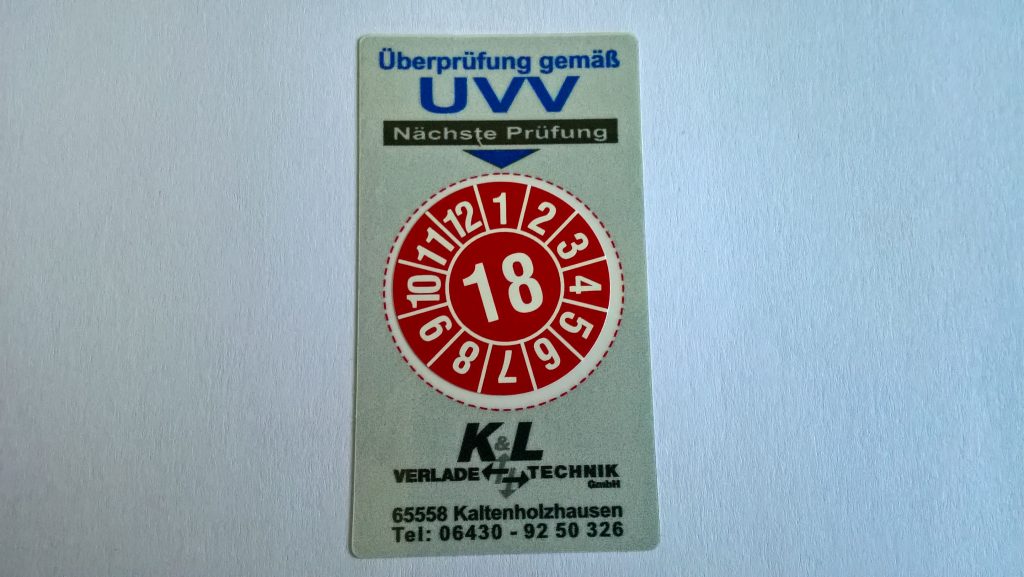 Überprüfung gemäß
UVV
Nächste Prüfung
1
2
3
4
5
6
7
8
9
10
11
12
18
K&L
VERLADE TECHNIK
GmbH
65558 Kaltenholzhausen
Tel: 06430 - 92 50 326